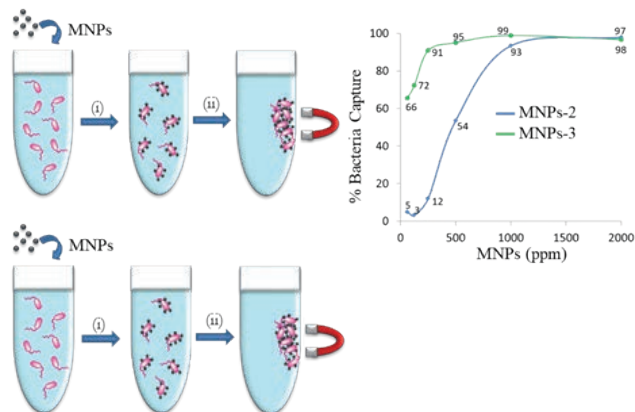 MNPs
(i)
(ii)
MNPs
(i)
(ii)
% Bacteria Capture
100
80
60
40
20
0
0
500
1000
1500
2000
MNPs (ppm)
MNPs-2
MNPs-3
66
72
91
95
99
97
98
93
54
12
5
3